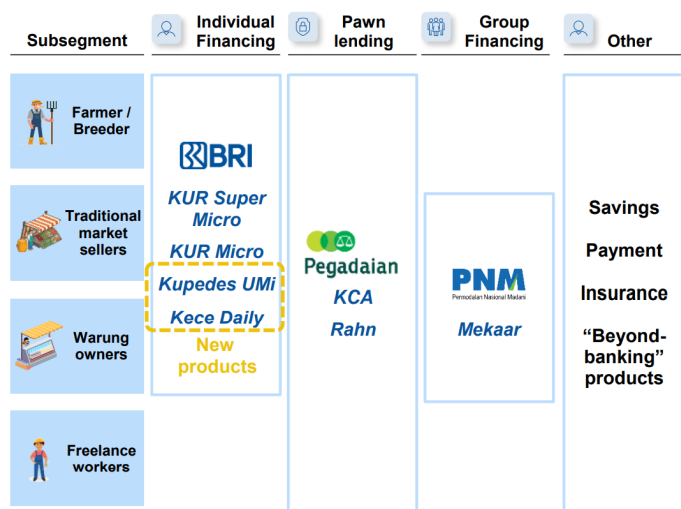 Subsegment
Individual
Financing
Pawn
lending
Group
Financing
Other
Farmer /
Breeder
Traditional
market
sellers
Warung
owners
Freelance
workers
BRI
KUR Super
Micro
KUR Micro
Kupedes UMi
Kece Daily
New
products
Pegadaian
KCA
Rahn
PNM
Permodalan Nasional Madani
Mekaar
Savings
Payment
Insurance
“Beyond-
banking”
products